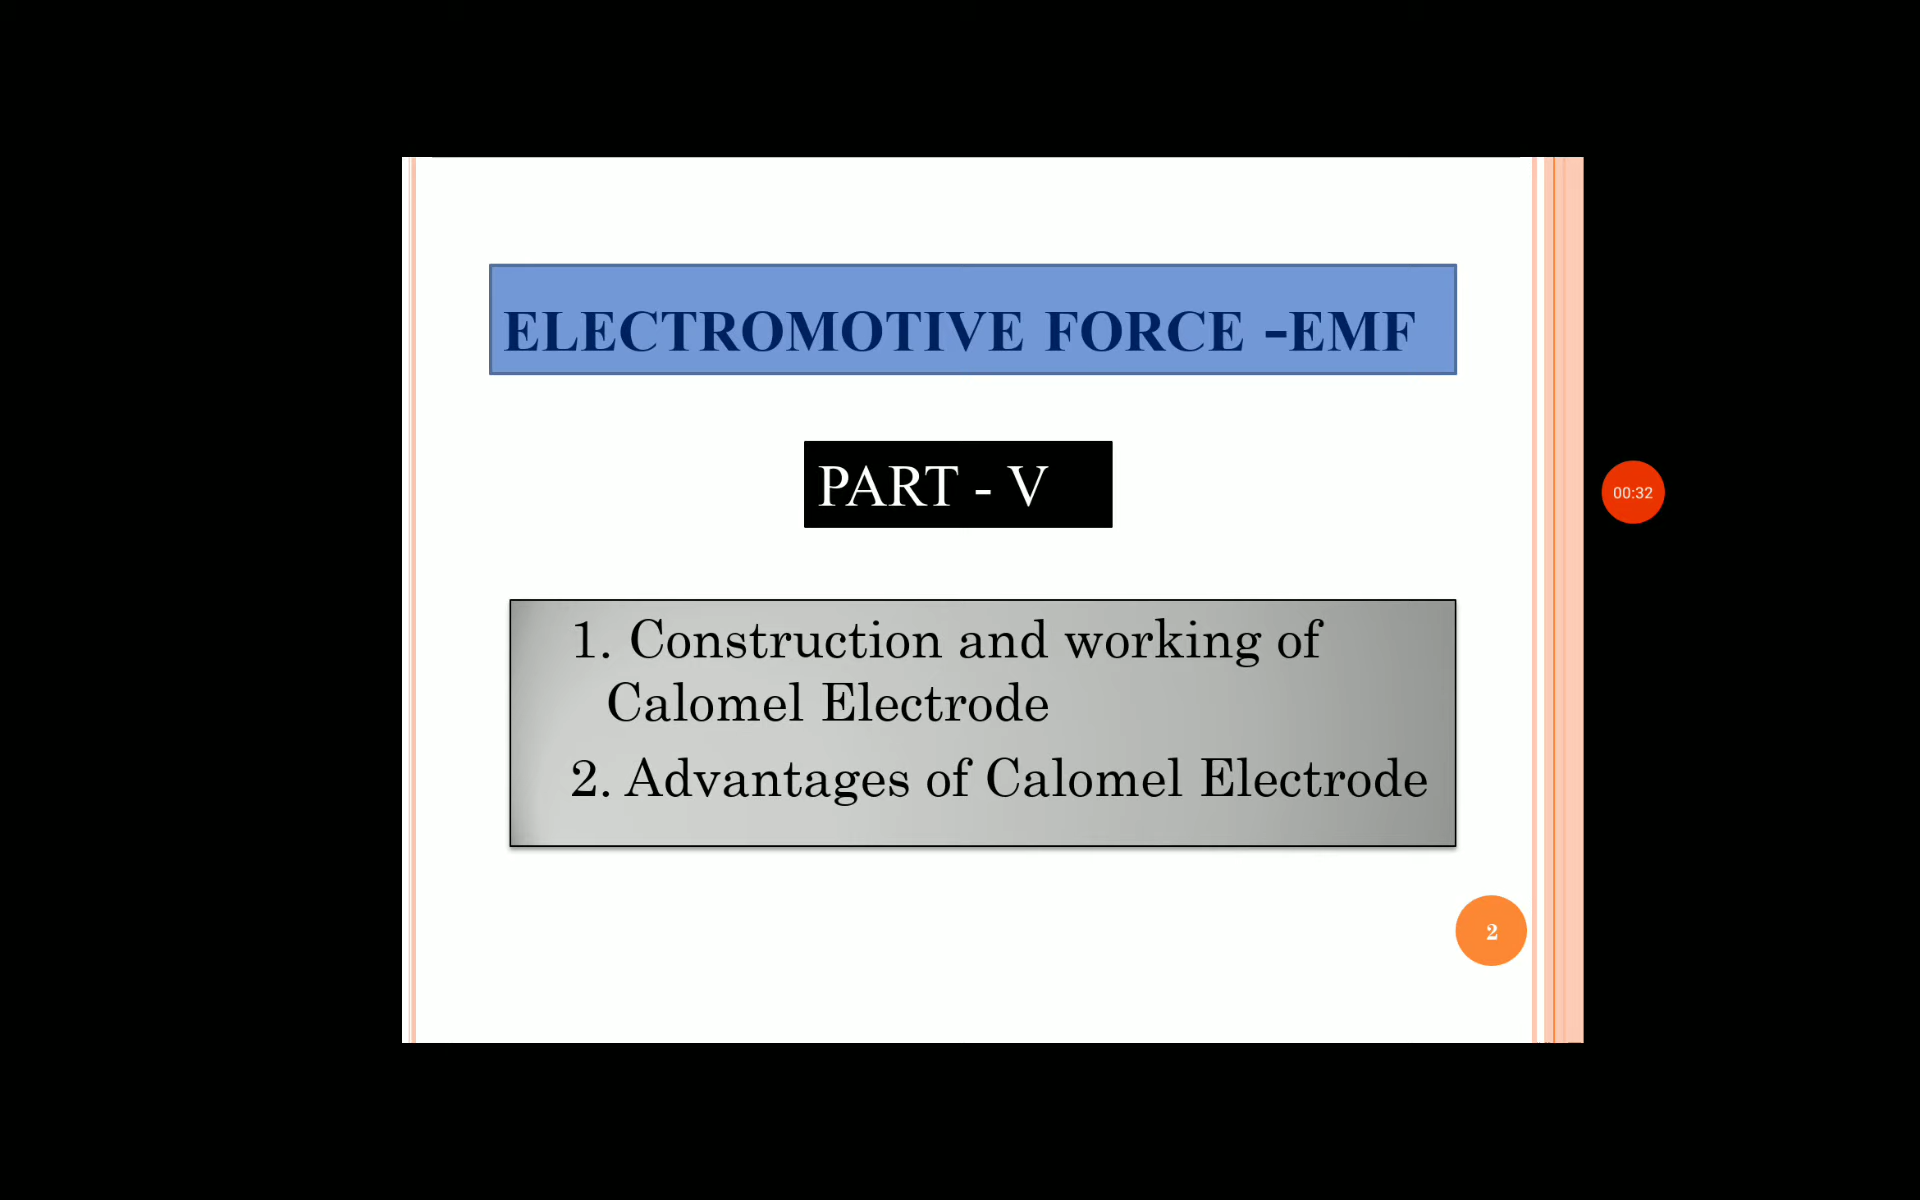 ELECTROMOTIVE FORCE -EMF
PART - V
00:32
1. Construction and working of
Calomel Electrode
2. Advantages of Calomel Electrode
2